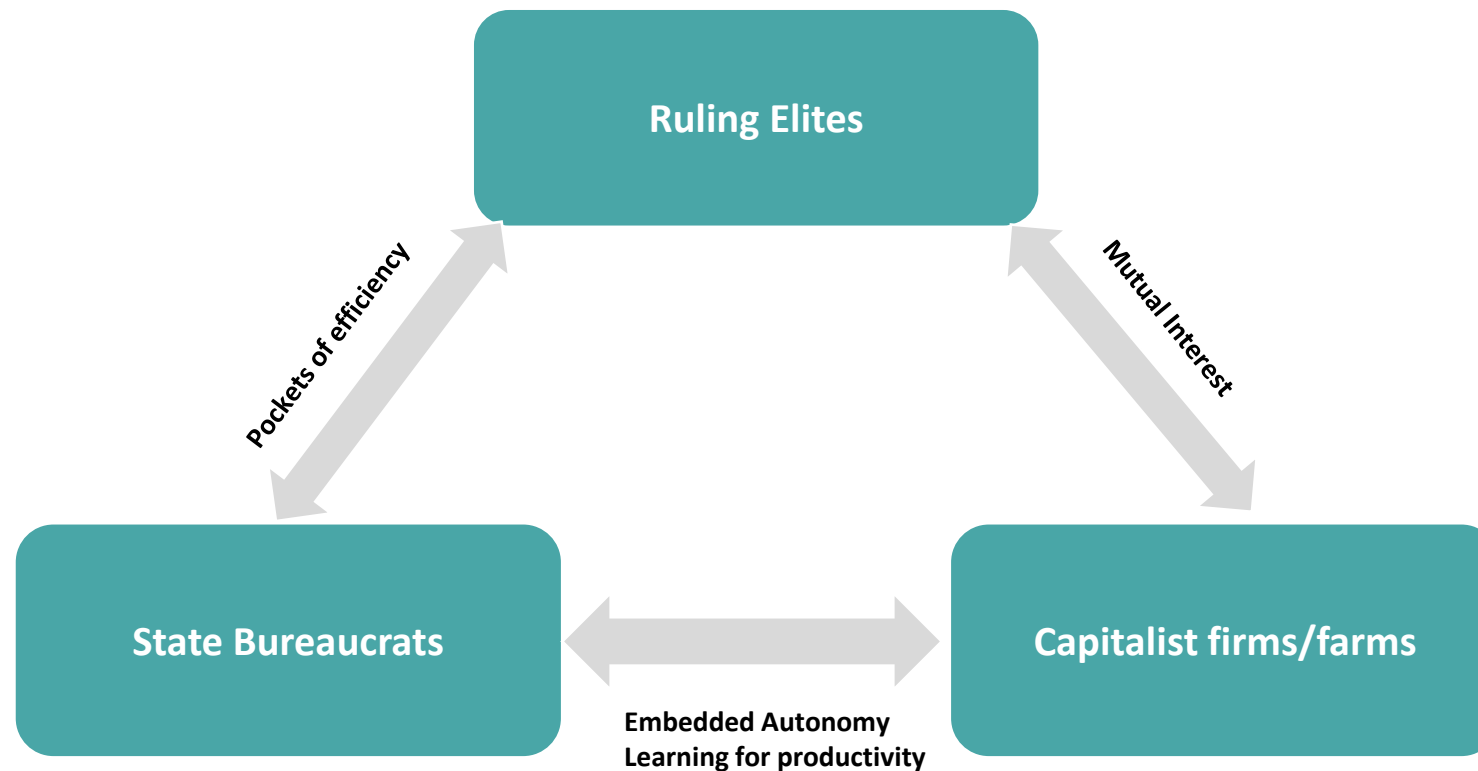 Ruling Elites
Pockets of efficiency
Mutual Interest
State Bureaucrats
Capitalist firms/farms
Embedded Autonomy
Learning for productivity